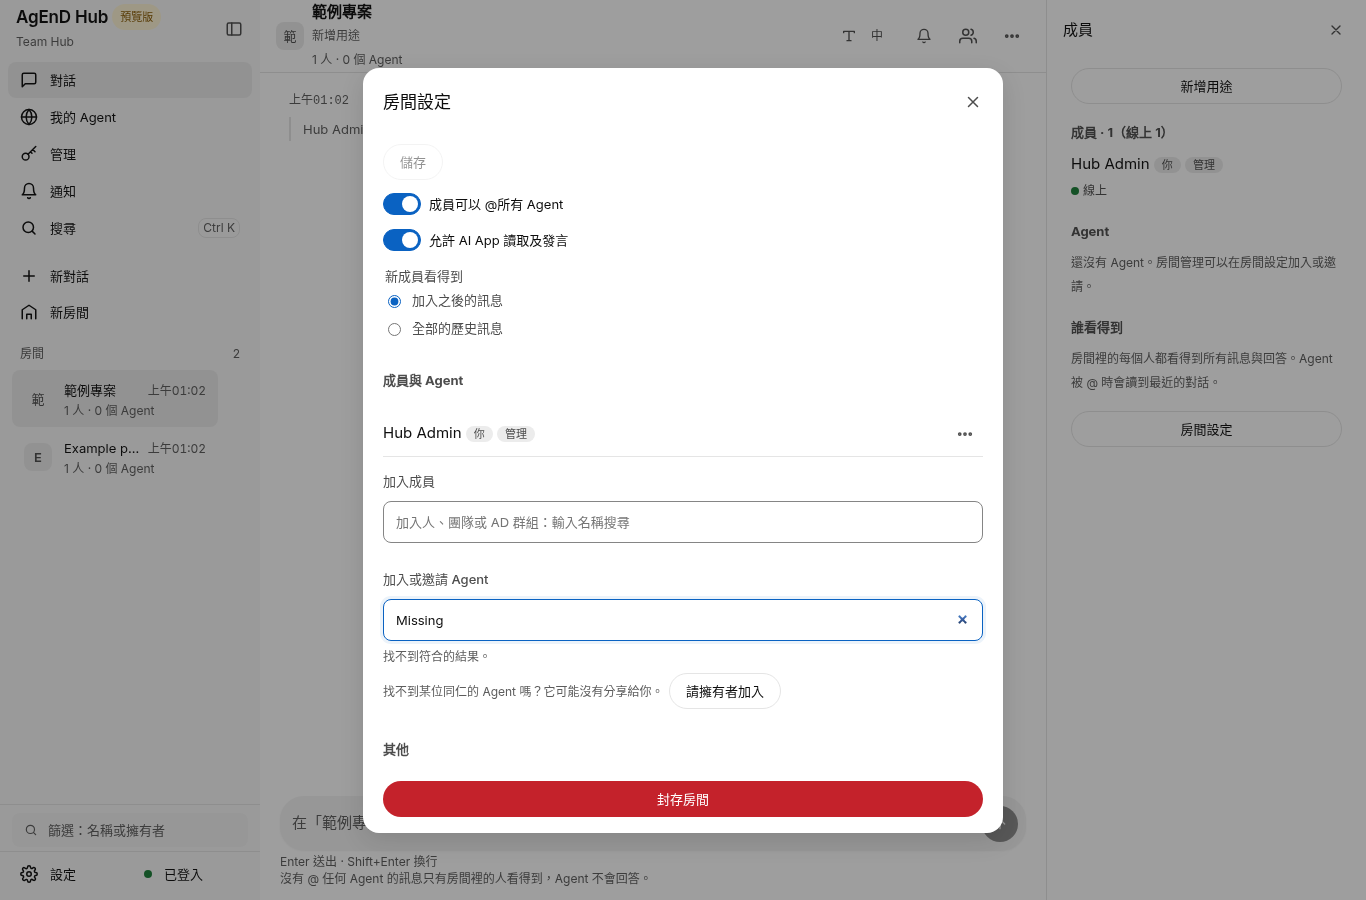 AgEnD Hub 預覽版
Team Hub
對話
我的 Agent
管理
通知
搜尋 Ctrl K
新對話
新房間
房間 2
範 範例專案 上午01:02
1 人 · 0 個 Agent
E Example p... 上午01:02
1 人 · 0 個 Agent
篩選：名稱或擁有者
設定 已登入
範 範例專案
新增用途
1 人 · 0 個 Agent
中
上午01:02
Hub Admi
房間設定
儲存
成員可以 @所有 Agent
允許 AI App 讀取及發言
新成員看得到
加入之後的訊息
全部的歷史訊息
成員與 Agent
Hub Admin 你 管理
加入成員
加入人、團隊或 AD 群組：輸入名稱搜尋
加入或邀請 Agent
Missing
找不到符合的結果。
找不到某位同仁的 Agent 嗎？它可能沒有分享給你。 請擁有者加入
其他
封存房間
在「範例專
Enter 送出 · Shift+Enter 換行
沒有 @ 任何 Agent 的訊息只有房間裡的人看得到，Agent 不會回答。
成員
新增用途
成員 · 1（線上 1）
Hub Admin 你 管理
線上
Agent
還沒有 Agent。房間管理可以在房間設定加入或邀
請。
誰看得到
房間裡的每個人都看得到所有訊息與回答。Agent
被 @ 時會讀到最近的對話。
房間設定